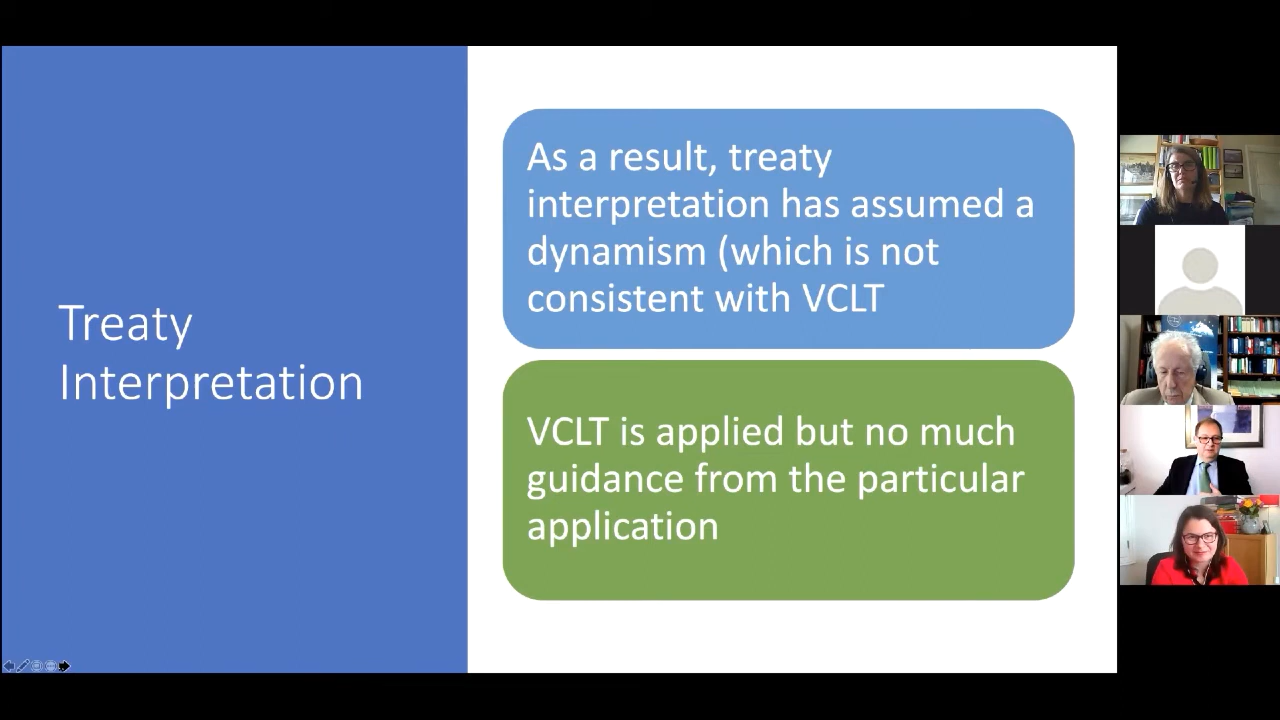 Treaty
Interpretation
As a result, treaty
interpretation has assumed a
dynamism (which is not
consistent with VCLT
VCLT is applied but no much
guidance from the particular
application